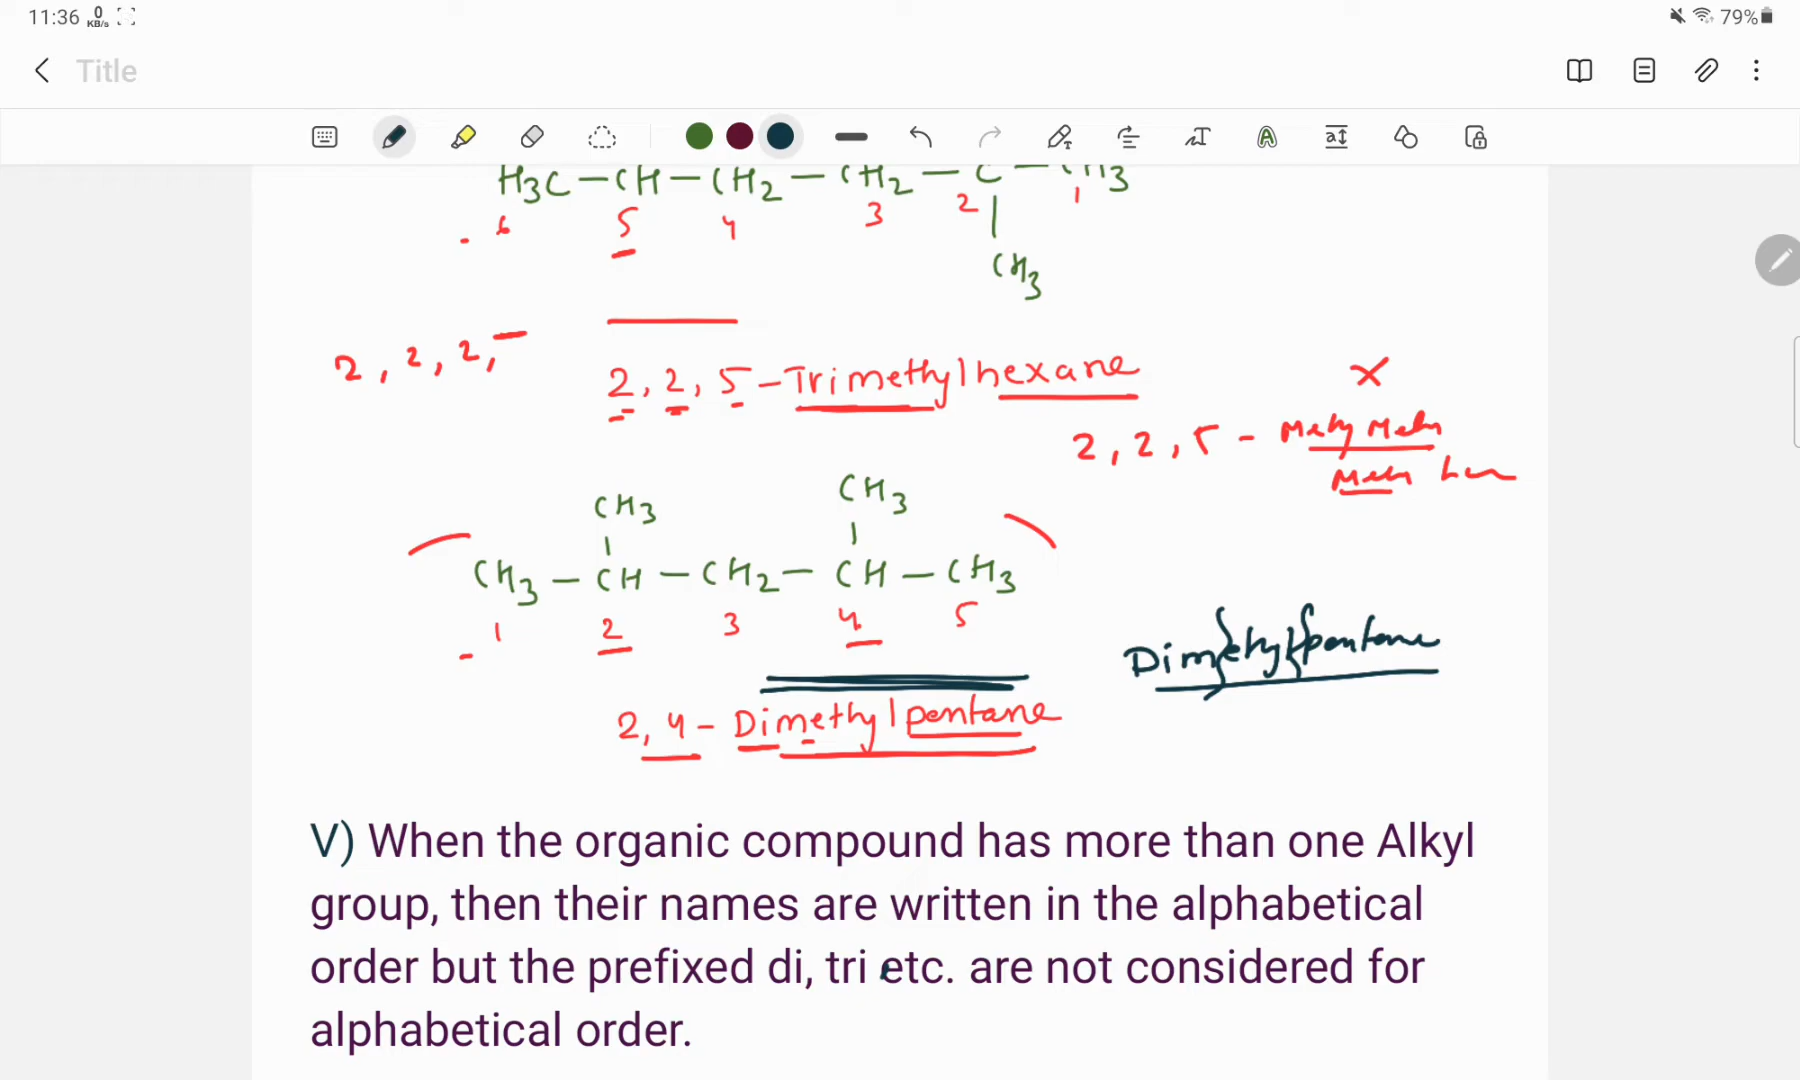 11:36 0 KB/s 79%
Title
H3C – CH – CH2 – CH2 – C – CH3
6 5 4 3 2 1
CH3
2, 2, 2,
2, 2, 5 – Trimethylhexane
x
2, 2, 5 –
CH3 CH3
CH3 – CH – CH2 – CH – CH3
1 2 3 4 5
Dimethylpentane
2, 4 – Dimethylpentane
V) When the organic compound has more than one Alkyl
group, then their names are written in the alphabetical
order but the prefixed di, tri etc. are not considered for
alphabetical order.